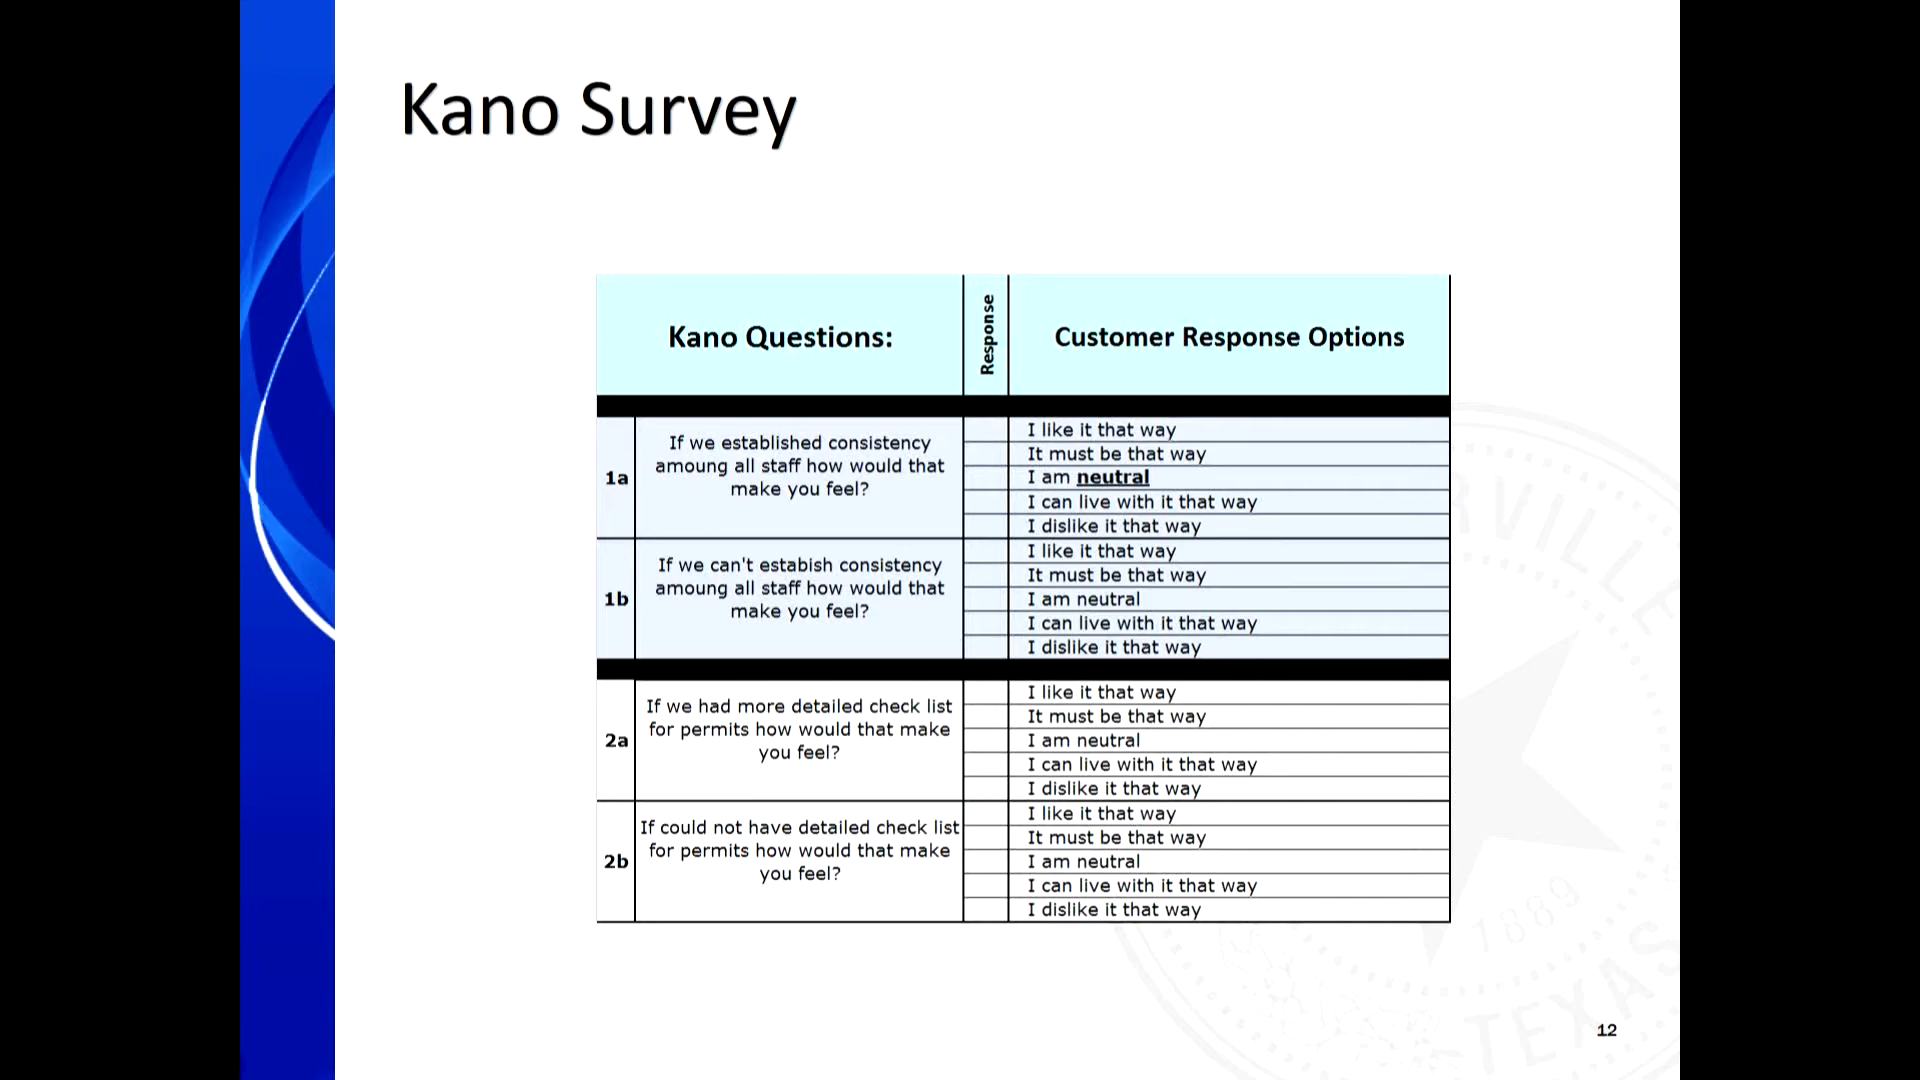 Kano Survey
Kano Questions:
Response
Customer Response Options
1a
If we established consistency
amoung all staff how would that
make you feel?
I like it that way
It must be that way
I am neutral
I can live with it that way
I dislike it that way
1b
If we can't estabish consistency
amoung all staff how would that
make you feel?
I like it that way
It must be that way
I am neutral
I can live with it that way
I dislike it that way
2a
If we had more detailed check list
for permits how would that make
you feel?
I like it that way
It must be that way
I am neutral
I can live with it that way
I dislike it that way
2b
If could not have detailed check list
for permits how would that make
you feel?
I like it that way
It must be that way
I am neutral
I can live with it that way
I dislike it that way
1889
TEXAS
12